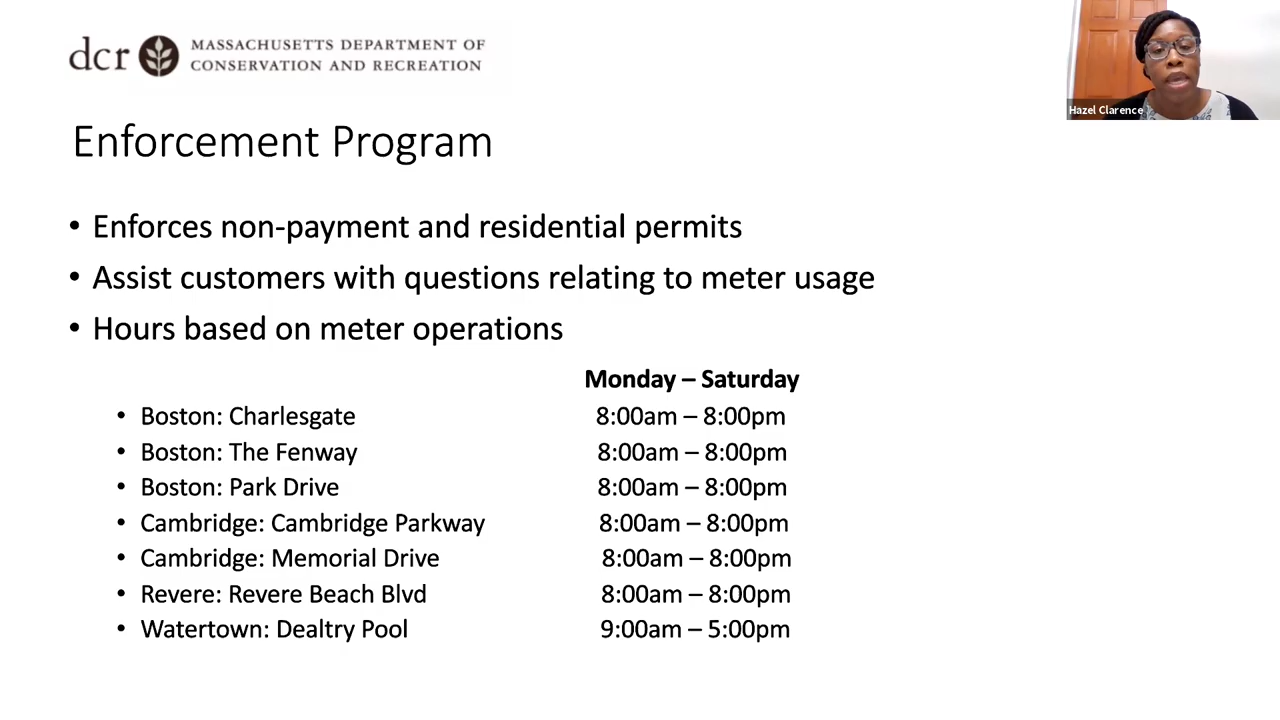 dcr MASSACHUSETTS DEPARTMENT OF
CONSERVATION AND RECREATION
Hazel Clarence
Enforcement Program
• Enforces non-payment and residential permits
• Assist customers with questions relating to meter usage
• Hours based on meter operations
Monday – Saturday
• Boston: Charlesgate 8:00am – 8:00pm
• Boston: The Fenway 8:00am – 8:00pm
• Boston: Park Drive 8:00am – 8:00pm
• Cambridge: Cambridge Parkway 8:00am – 8:00pm
• Cambridge: Memorial Drive 8:00am – 8:00pm
• Revere: Revere Beach Blvd 8:00am – 8:00pm
• Watertown: Dealtry Pool 9:00am – 5:00pm